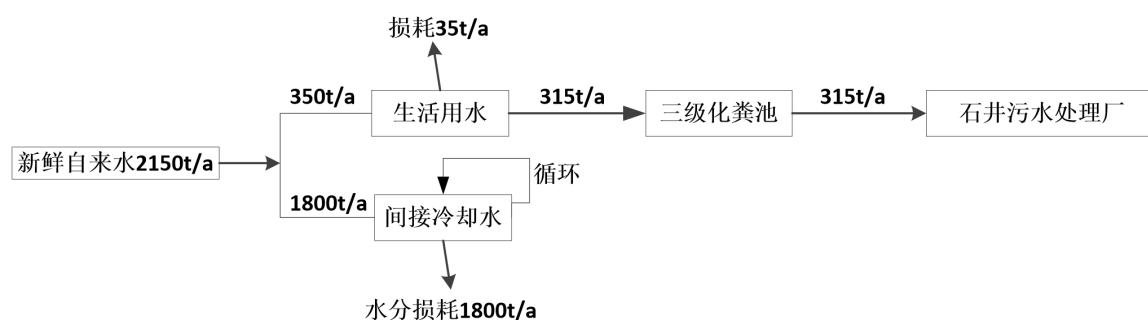 损耗35t/a
350t/a
生活用水
315t/a
三级化粪池
315t/a
石井污水处理厂
新鲜自来水2150t/a
循环
1800t/a
间接冷却水
水分损耗1800t/a